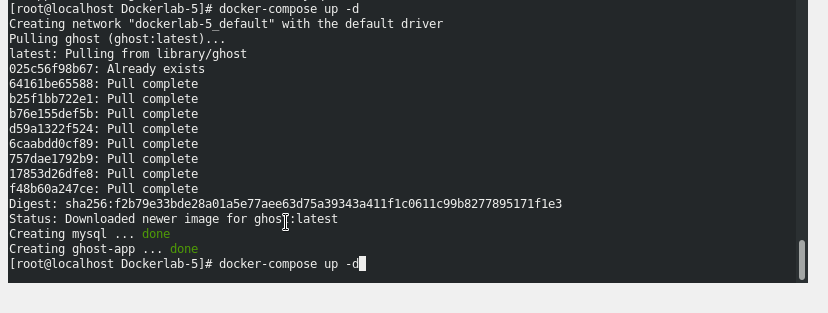 [root@localhost Dockerlab-5]# docker-compose up -d
Creating network "dockerlab-5_default" with the default driver
Pulling ghost (ghost:latest)...
latest: Pulling from library/ghost
025c56f98b67: Already exists
64161be65588: Pull complete
b25f1bb722e1: Pull complete
b76e155def5b: Pull complete
d59a1322f524: Pull complete
6caabdd0cf89: Pull complete
757dae1792b9: Pull complete
17853d26dfe8: Pull complete
f48b60a247ce: Pull complete
Digest: sha256:f2b79e33bde28a01a5e77aee63d75a39343a411f1c0611c99b8277895171f1e3
Status: Downloaded newer image for ghost:latest
Creating mysql ... done
Creating ghost-app ... done
[root@localhost Dockerlab-5]# docker-compose up -d